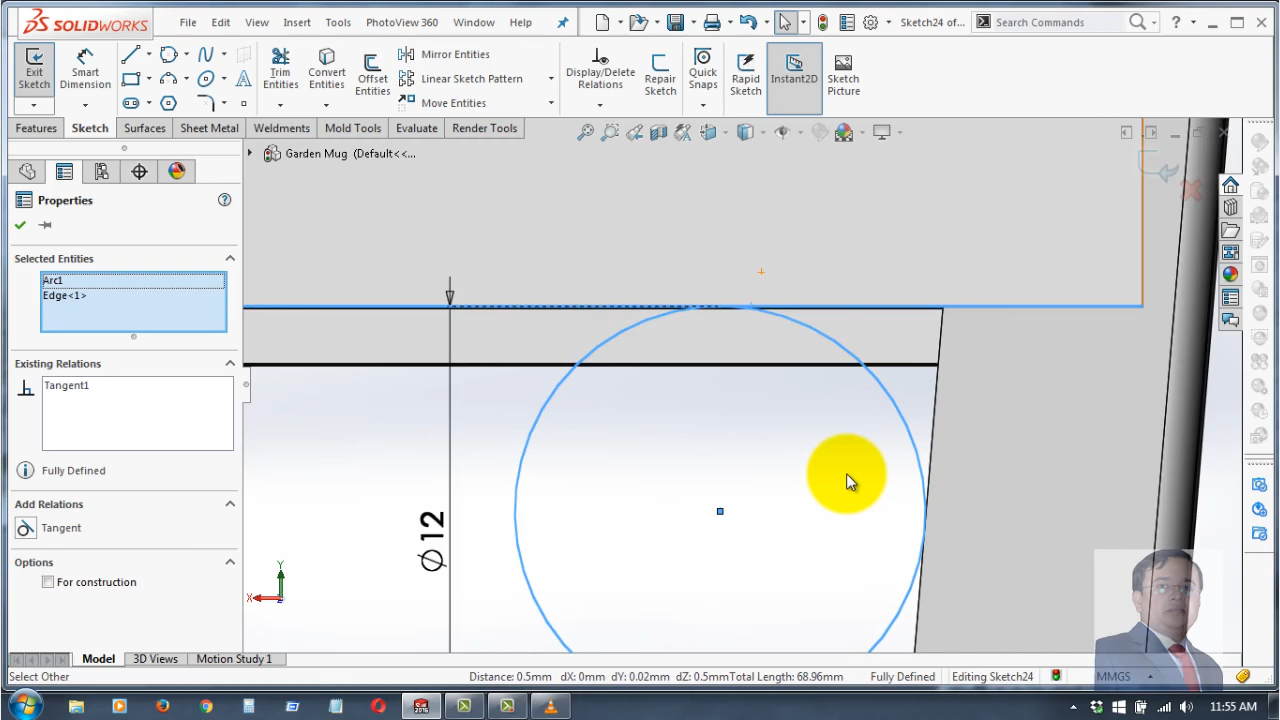 SOLIDWORKS
File Edit View Insert Tools PhotoView 360 Window Help
Sketch24 of...
Search Commands
Exit Sketch
Smart Dimension
Trim Entities
Convert Entities
Offset Entities
Mirror Entities
Linear Sketch Pattern
Move Entities
Display/Delete Relations
Repair Sketch
Quick Snaps
Rapid Sketch
Instant2D
Sketch Picture
Features Sketch Surfaces Sheet Metal Weldments Mold Tools Evaluate Render Tools
Garden Mug (Default<<...
Properties
Selected Entities
Arc1
Edge<1>
Existing Relations
Tangent1
Fully Defined
Add Relations
Tangent
Options
For construction
∅12
Y
X
Model 3D Views Motion Study 1
Select Other
Distance: 0.5mm dX: 0mm dY: 0.02mm dZ: 0.5mmTotal Length: 68.96mm Fully Defined Editing Sketch24 MMGS
11:55 AM